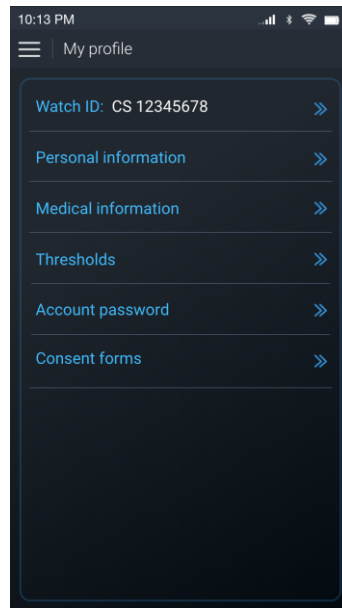 10:13 PM
My profile
Watch ID: CS 12345678
Personal information
Medical information
Thresholds
Account password
Consent forms